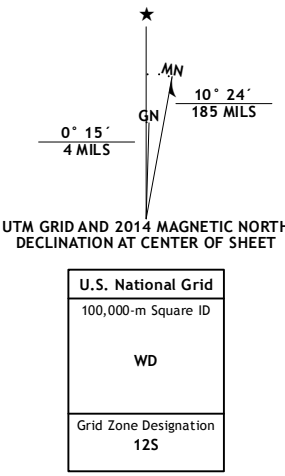 ★
MN
10° 24´
185 MILS
GN
0° 15´
4 MILS
UTM GRID AND 2014 MAGNETIC NORTH
DECLINATION AT CENTER OF SHEET
U.S. National Grid
100,000-m Square ID
WD
Grid Zone Designation
12S